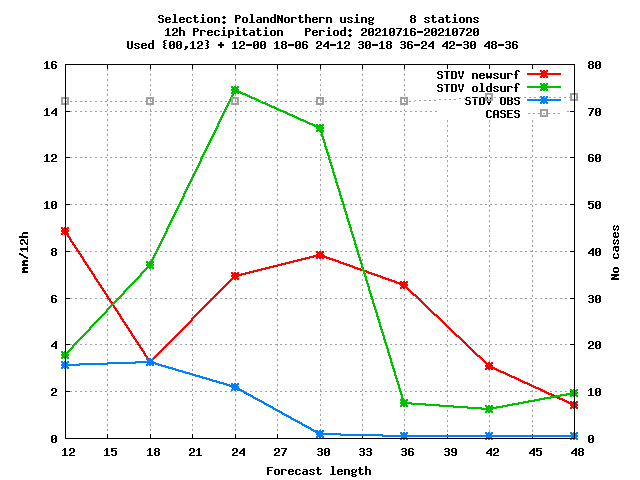 Selection: PolandNorthern using     8 stations
12h Precipitation   Period: 20210716-20210720
Used {00,12} + 12-00 18-06 24-12 30-18 36-24 42-30 48-36
STDV newsurf
STDV oldsurf
STDV OBS
CASES
mm/12h
16
14
12
10
8
6
4
2
0
No cases
80
70
60
50
40
30
20
10
0
12 15 18 21 24 27 30 33 36 39 42 45 48
Forecast length